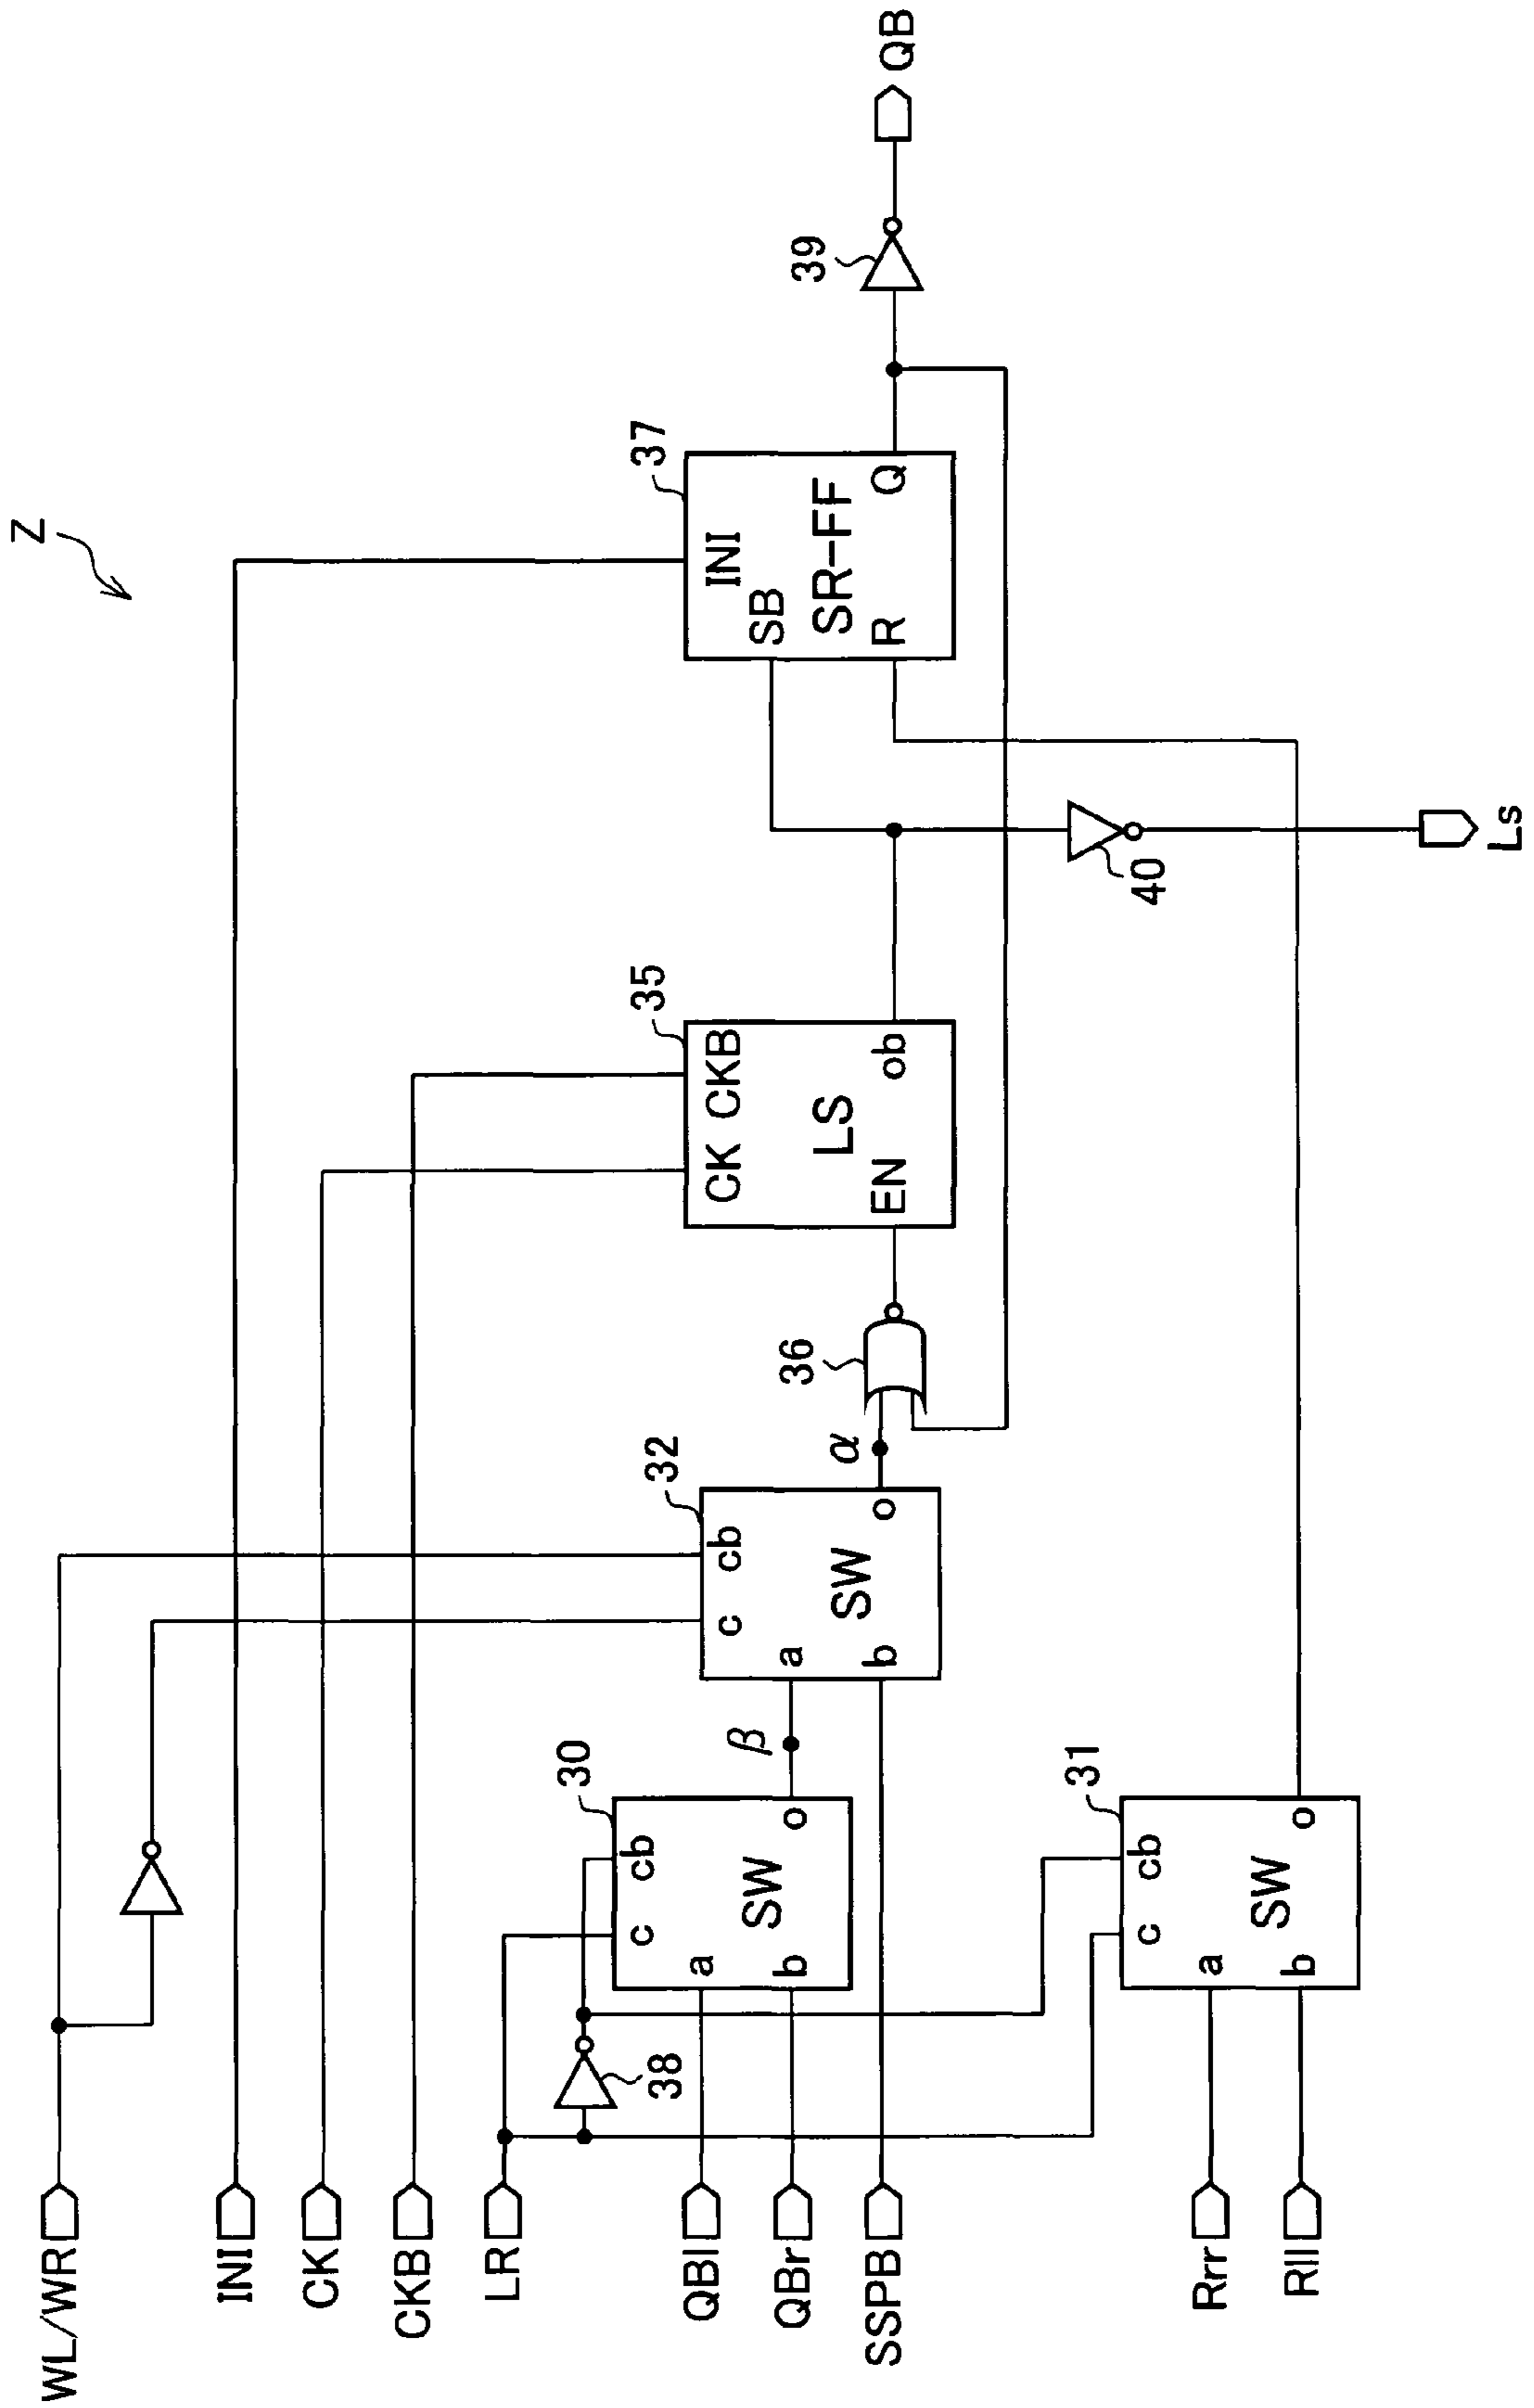 Z
WL/WR
INI
CK
CKB
LR
QBl
QBr
SSPB
Rrr
Rll
38
30
c cb
a
SW
b o
β
31
c cb
a
SW
b o
32
c cb
a
SW
b o
α
36
35
CK CKB
LS
EN ob
40
Ls
37
INI
SB
SR-FF
R Q
39
QB